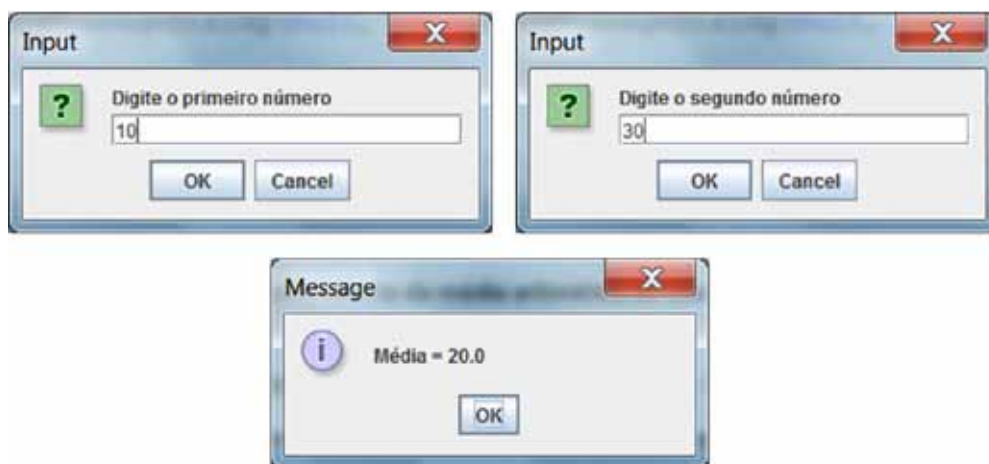 Input
X
?
Digite o primeiro número
10
OK
Cancel
Input
X
?
Digite o segundo número
30
OK
Cancel
Message
X
i
Média = 20.0
OK